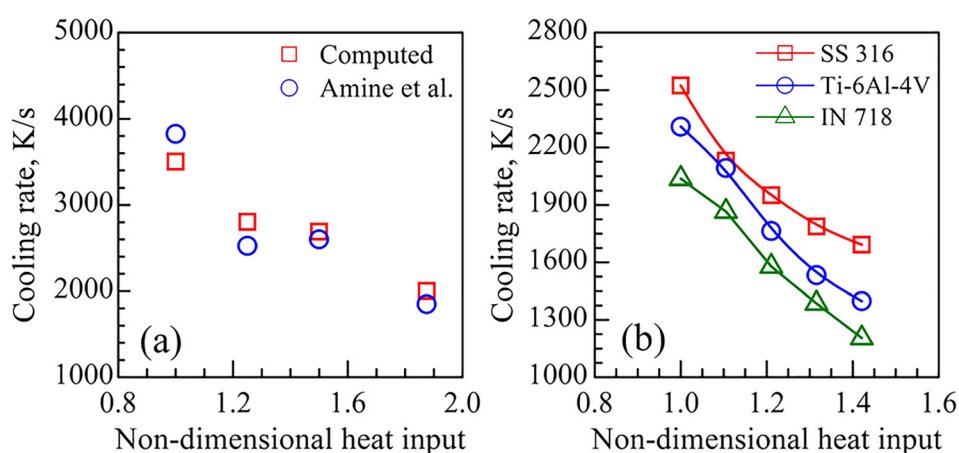 5000
4000
3000
2000
1000
0.8
1.2
1.6
2.0
Cooling rate, K/s
Non-dimensional heat input
Computed
Amine et al.
(a)
2800
2500
2200
1900
1600
1300
1000
0.8
1.0
1.2
1.4
1.6
Cooling rate, K/s
Non-dimensional heat input
SS 316
Ti-6Al-4V
IN 718
(b)